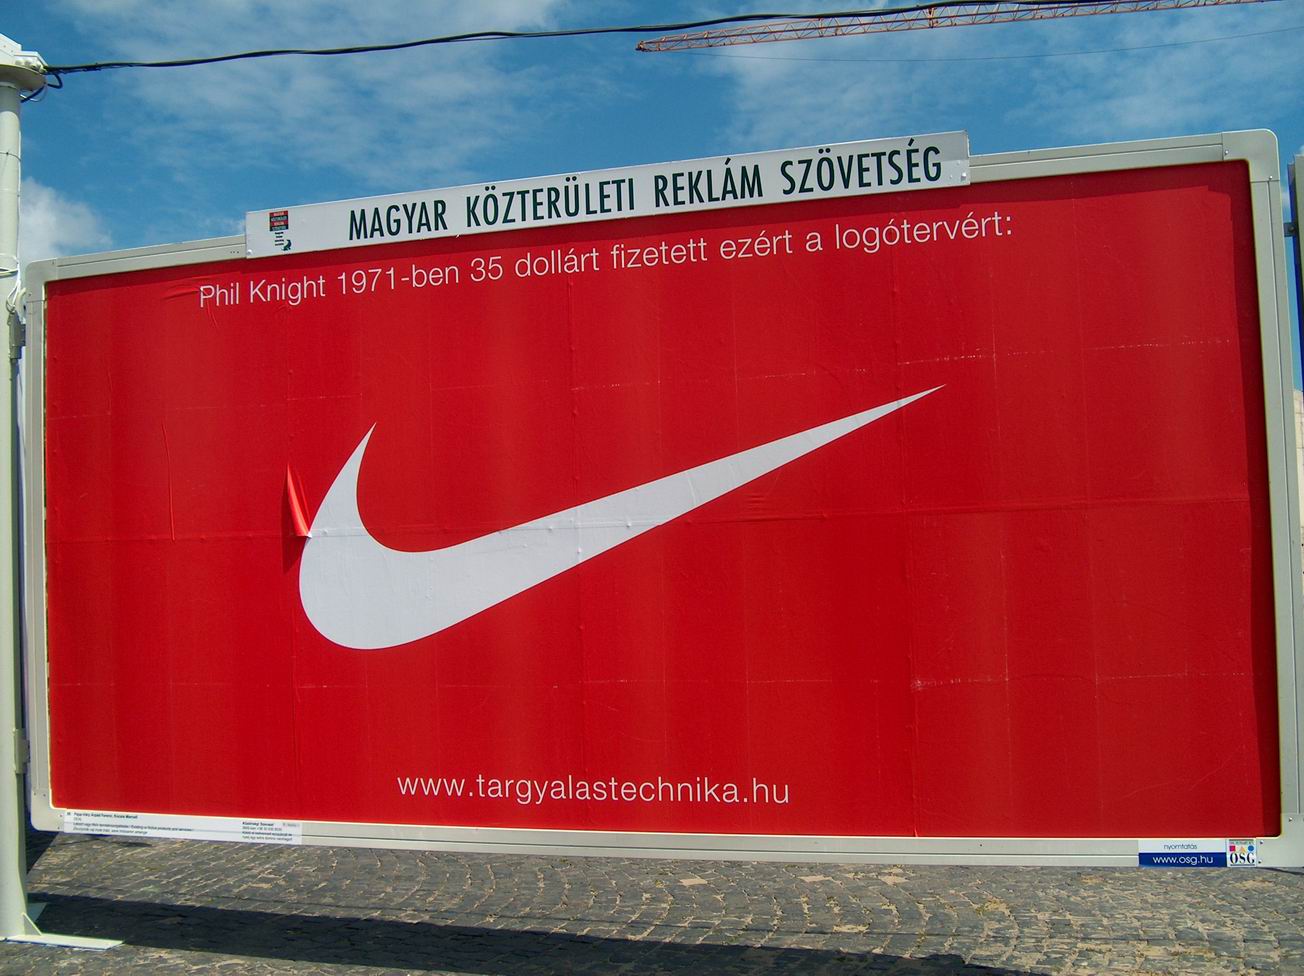 MAGYAR KÖZTERÜLETI REKLÁM SZÖVETSÉG
Phil Knight 1971-ben 35 dollárt fizetett ezért a logótervért:
www.targyalastechnika.hu
nyomtatás
www.osg.hu
OSG